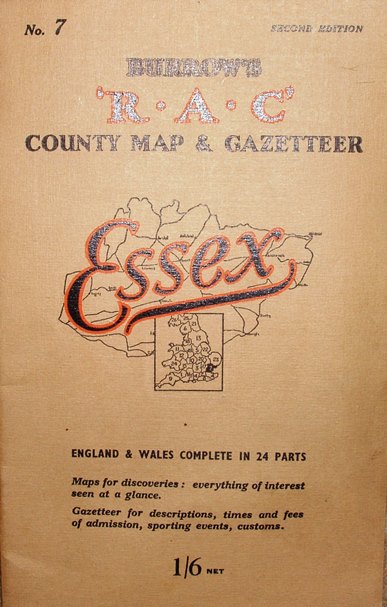 No. 7
SECOND EDITION
BURROW'S
'R·A·C'
COUNTY MAP & GAZETTEER
Essex
ENGLAND & WALES COMPLETE IN 24 PARTS
Maps for discoveries: everything of interest
seen at a glance.
Gazetteer for descriptions, times and fees
of admission, sporting events, customs.
1/6 NET